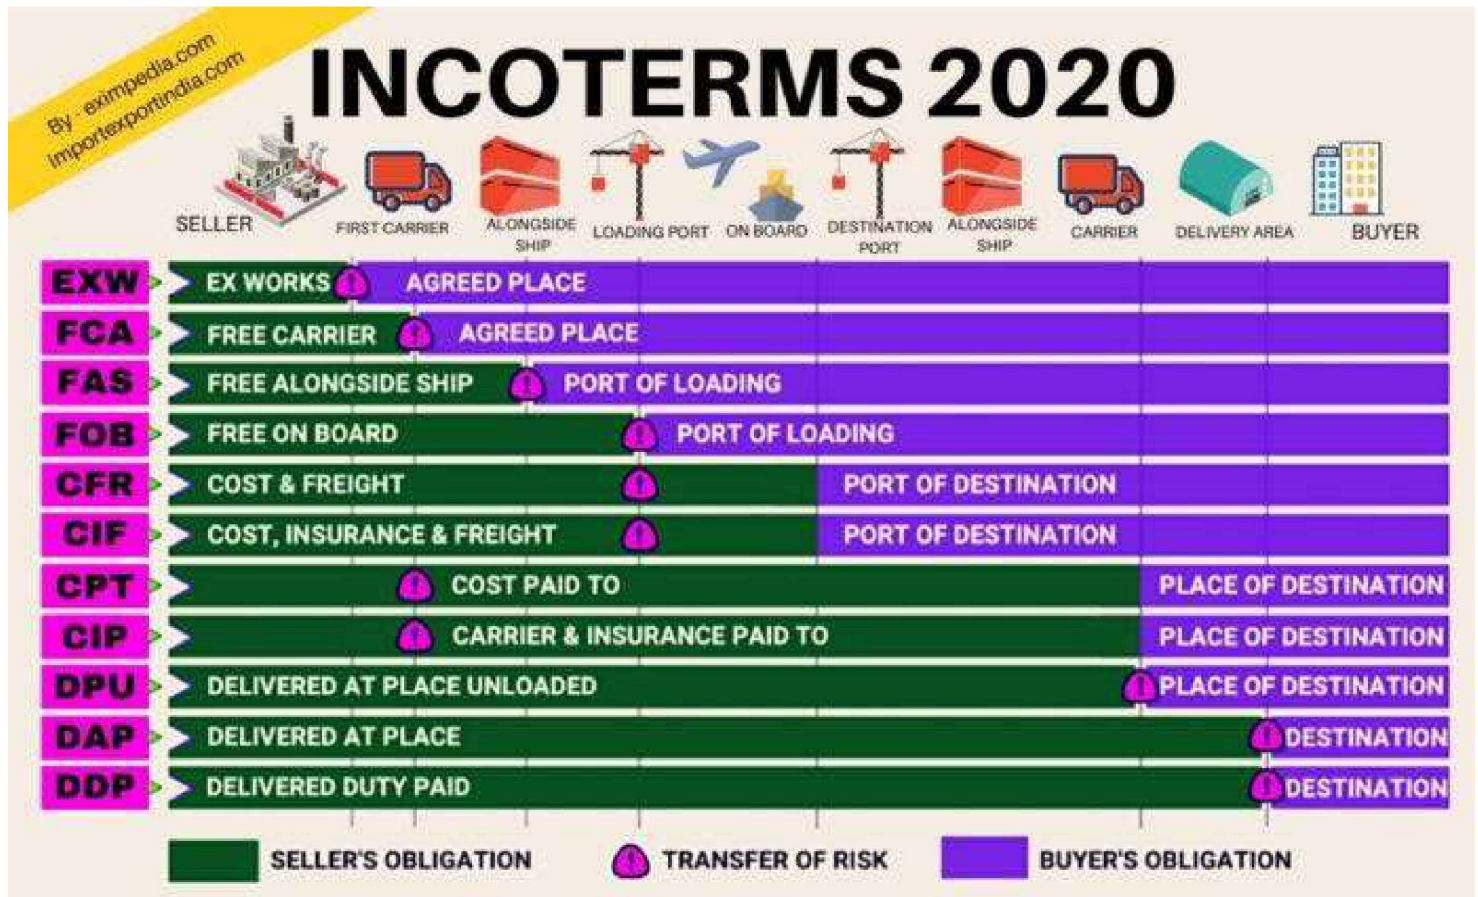 By - eximpedia.com
Importexportindia.com
INCOTERMS 2020
SELLER
FIRST CARRIER
ALONGSIDE
SHIP
LOADING PORT
ON BOARD
DESTINATION
PORT
ALONGSIDE
SHIP
CARRIER
DELIVERY AREA
BUYER
EXW EX WORKS AGREED PLACE
FCA FREE CARRIER AGREED PLACE
FAS FREE ALONGSIDE SHIP PORT OF LOADING
FOB FREE ON BOARD PORT OF LOADING
CFR COST & FREIGHT PORT OF DESTINATION
CIF COST, INSURANCE & FREIGHT PORT OF DESTINATION
CPT COST PAID TO PLACE OF DESTINATION
CIP CARRIER & INSURANCE PAID TO PLACE OF DESTINATION
DPU DELIVERED AT PLACE UNLOADED PLACE OF DESTINATION
DAP DELIVERED AT PLACE DESTINATION
DDP DELIVERED DUTY PAID DESTINATION
SELLER'S OBLIGATION TRANSFER OF RISK BUYER'S OBLIGATION